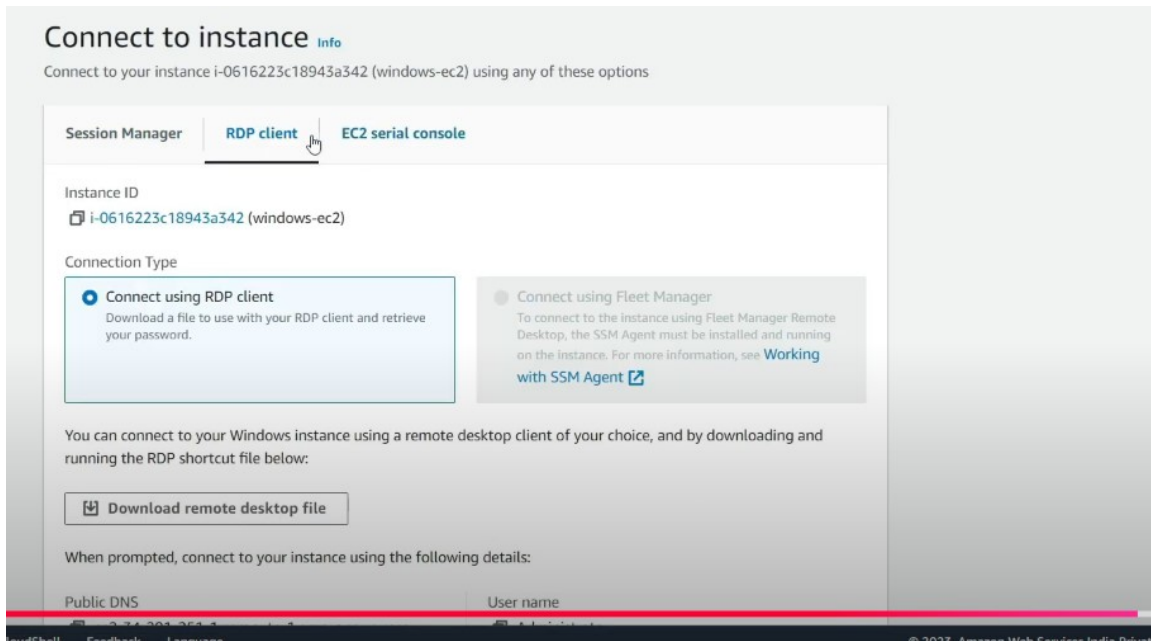 Connect to instance Info
Connect to your instance i-0616223c18943a342 (windows-ec2) using any of these options
Session Manager RDP client EC2 serial console
Instance ID
i-0616223c18943a342 (windows-ec2)
Connection Type
Connect using RDP client
Download a file to use with your RDP client and retrieve
your password.
Connect using Fleet Manager
To connect to the instance using Fleet Manager Remote
Desktop, the SSM Agent must be installed and running
on the instance. For more information, see Working
with SSM Agent
You can connect to your Windows instance using a remote desktop client of your choice, and by downloading and
running the RDP shortcut file below:
Download remote desktop file
When prompted, connect to your instance using the following details:
Public DNS
User name
Feedback Language
© 2023, Amazon Web Services India